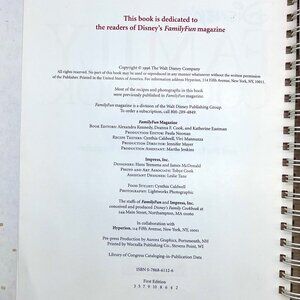 This book is dedicated to
the readers of Disney's FamilyFun magazine
Copyright © 1996 The Walt Disney Company
All rights reserved. No part of this book may be used or reproduced in any manner whatsoever without the written permission
of the Publisher. Printed in the United States of America. For information address Hyperion, 114 Fifth Avenue, New York, NY, 10011.
Most of the recipes and photographs in this book
were previously published in FamilyFun magazine.
FamilyFun magazine is a division of the Walt Disney Publishing Group.
To order a subscription, call 800-289-4849.
FamilyFun Magazine
Book Editors: Alexandra Kennedy, Deanna F. Cook, and Katherine Eastman
Production Editor: Paula Noonan
Recipe Testers: Cynthia Caldwell, Vivi Mannuzza
Production Director: Jennifer Mayer
Production Assistant: Martha Jenkins
Impress, Inc.
Designers: Hans Teensma and James McDonald
Photo and Art Associate: Tobye Cook
Assistant Designer: Leslie Tane
Food Stylist: Cynthia Caldwell
Photography: Lightworks Photographic
The staffs of FamilyFun and Impress, Inc.
conceived and produced Disney's Family Cookbook at
244 Main Street, Northampton, MA 01060
In collaboration with
Hyperion, 114 Fifth Avenue, New York, NY 10011
Pre-press Production by Aurora Graphics, Portsmouth, NH
Printed by Worzalla Publishing Co., Stevens Point, WI
Library of Congress Cataloging-in-Publication Data
ISBN 0-7868-6132-6
First Edition
3 5 7 9 10 8 6 4 2